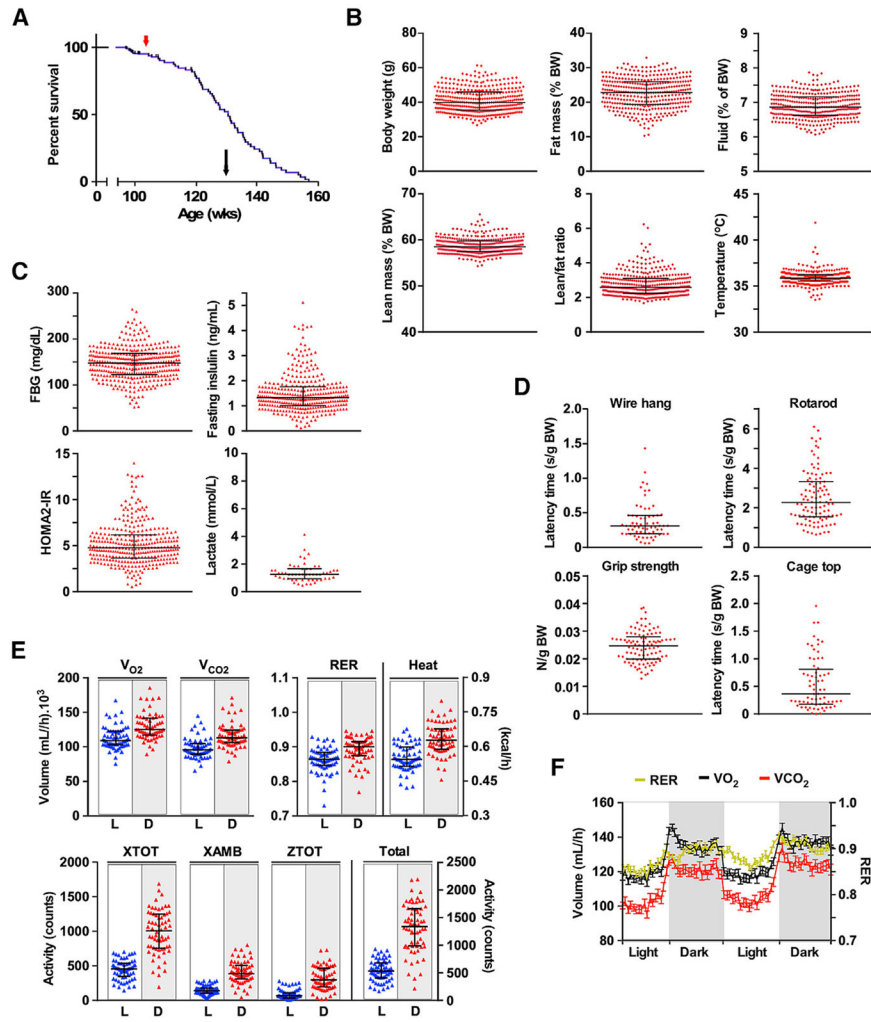 A
Percent survival
100
50
0
0
100
120
140
160
Age (wks)
B
Body weight (g)
80
60
40
20
0
Fat mass (% BW)
40
30
20
10
0
Fluid (% of BW)
9
8
7
6
5
Lean mass (% BW)
80
70
60
50
40
Lean/fat ratio
8
6
4
2
0
Temperature (ºC)
45
40
35
30
C
FBG (mg/dL)
300
250
200
150
100
50
0
Fasting inslulin (ng/mL)
5
4
3
2
1
0
HOMA2-IR
15
10
5
0
Lactate (mmol/L)
10
8
6
4
2
0
D
Wire hang
Latency time (s/g BW)
2.0
1.5
1.0
0.5
0.0
Rotarod
Latency time (s/g BW)
6
4
2
0
Grip strength
N/g BW
0.05
0.04
0.03
0.02
0.01
0.00
Cage top
Latency time (s/g BW)
2.5
2.0
1.5
1.0
0.5
0.0
E
VO2
VCO2
Volume (mL/h).10³
200
150
100
50
0
L
D
L
D
RER
Heat
1.1
1.0
0.9
0.8
0.7
0.9
0.75
0.6
0.45
0.3
(kcal/h)
L
D
L
D
XTOT
XAMB
ZTOT
Total
Activity (counts)
2000
1500
1000
500
0
2500
2000
1500
1000
500
0
Activity (counts)
L
D
L
D
L
D
L
D
F
RER
VO₂
VCO₂
Volume (mL/h)
160
140
120
100
80
1.0
0.9
0.8
0.7
RER
Light
Dark
Light
Dark